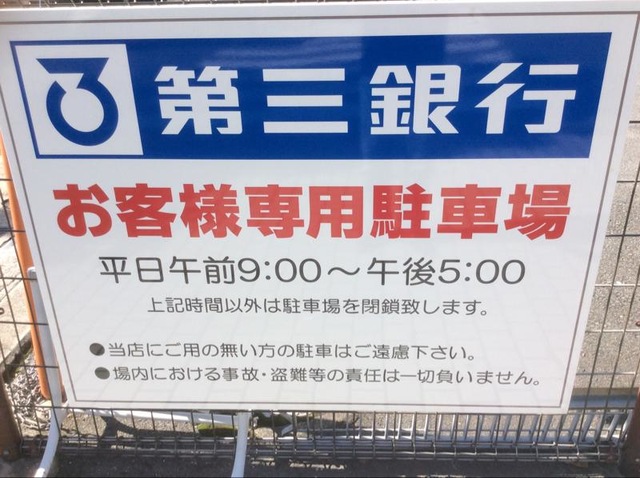 第三銀行
お客様専用駐車場
平日午前9:00～午後5:00
上記時間以外は駐車場を閉鎖致します。
●当店にご用の無い方の駐車はご遠慮下さい。
●場内における事故・盗難等の責任は一切負いません。